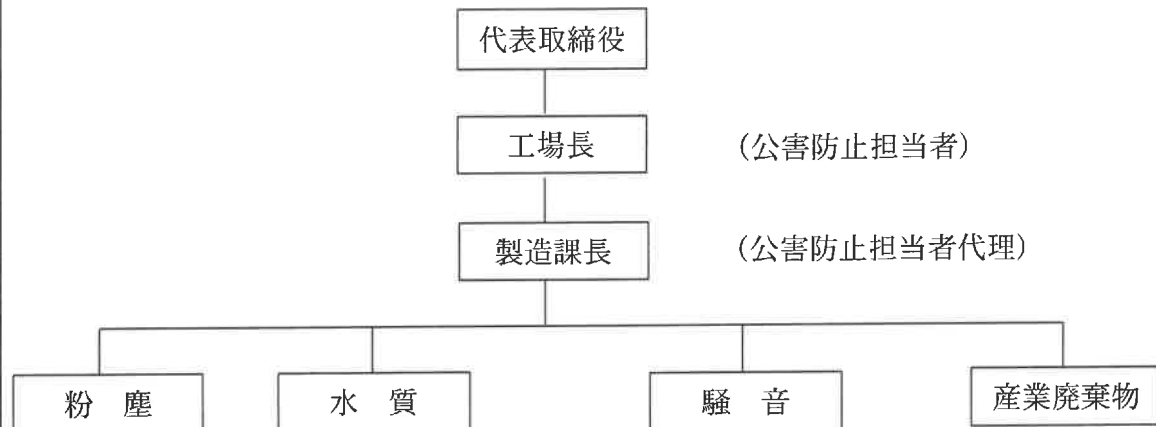 代表取締役
工場長 (公害防止担当者)
製造課長 (公害防止担当者代理)
粉 塵 水 質 騒 音 産業廃棄物